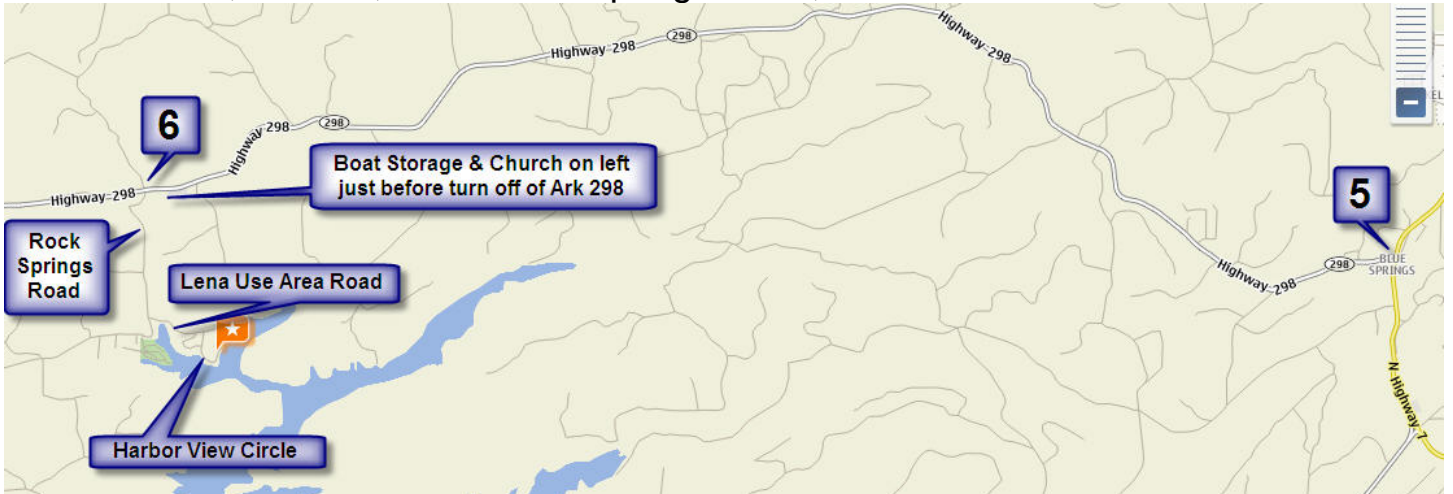 Highway 298
298
Highway 298
6
Highway 298
298
Highway 298
Boat Storage & Church on left
just before turn off of Ark 298
5
Rock
Springs
Road
Lena Use Area Road
Highway 298
298
BLUE
SPRINGS
N Highway 7
Harbor View Circle